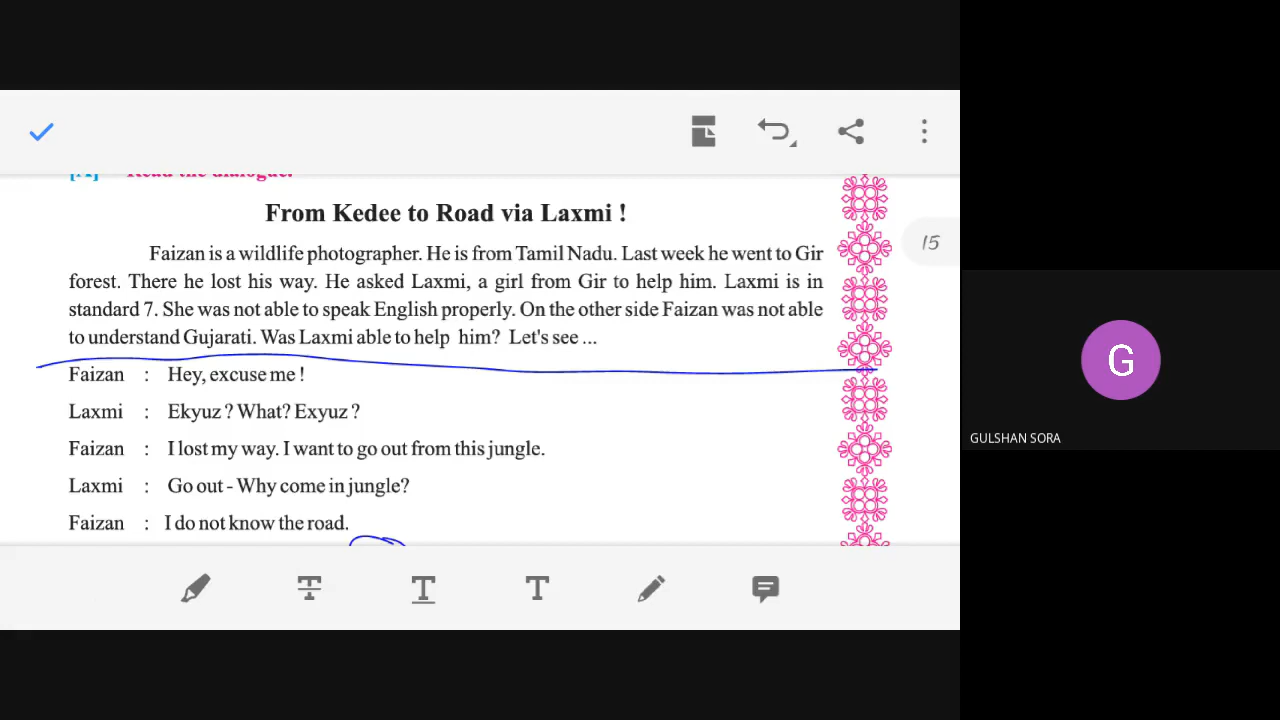 [A] Read the dialogue.
From Kedee to Road via Laxmi !
Faizan is a wildlife photographer. He is from Tamil Nadu. Last week he went to Gir
forest. There he lost his way. He asked Laxmi, a girl from Gir to help him. Laxmi is in
standard 7. She was not able to speak English properly. On the other side Faizan was not able
to understand Gujarati. Was Laxmi able to help him? Let's see ...
Faizan : Hey, excuse me !
Laxmi : Ekyuz ? What? Exyuz ?
Faizan : I lost my way. I want to go out from this jungle.
Laxmi : Go out - Why come in jungle?
Faizan : I do not know the road.
15
T
T
T
G
GULSHAN SORA